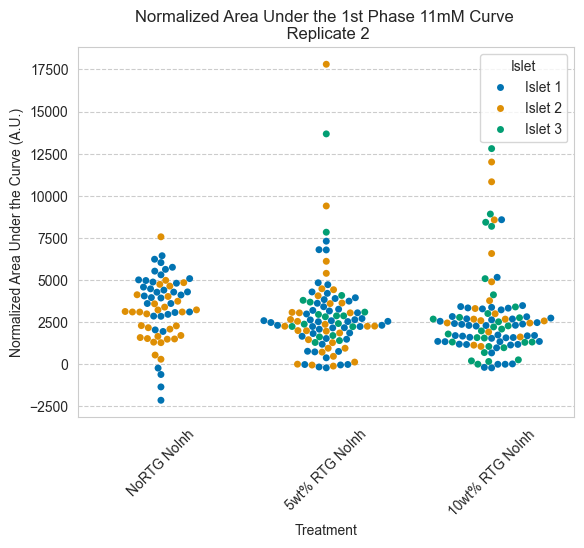 Normalized Area Under the 1st Phase 11mM Curve
Replicate 2
Islet
Islet 1
Islet 2
Islet 3
Normalized Area Under the Curve (A.U.)
17500
15000
12500
10000
7500
5000
2500
0
−2500
NoRTG NoInh
5wt% RTG NoInh
10wt% RTG NoInh
Treatment